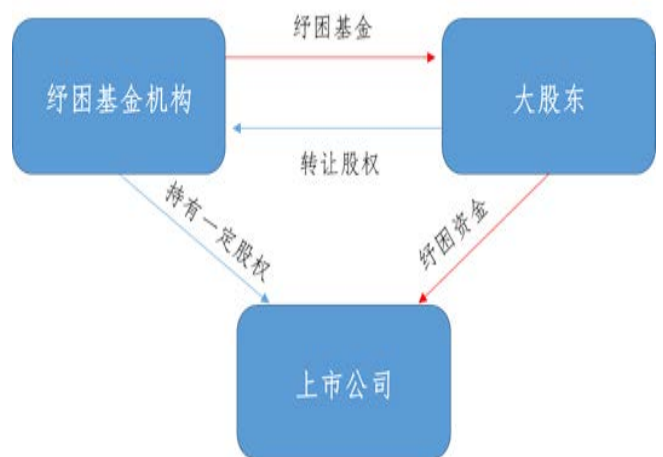 纾困基金
纾困基金机构
大股东
转让股权
持有一定股权
纾困资金
上市公司